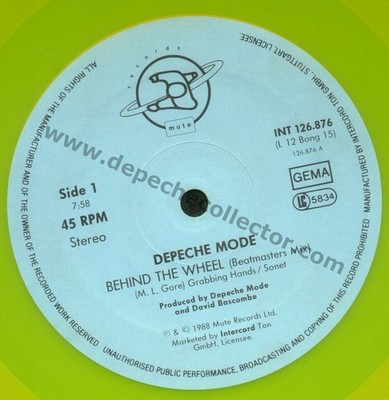 records
mute
INT 126.876
(L 12 Bong 15)
126.876 A
GEMA
LC 5834
Side 1
7:58
45 RPM
Stereo
DEPECHE MODE
BEHIND THE WHEEL (Beatmasters Mix)
(M. L. Gore) Grabbing Hands / Sonet
Produced by Depeche Mode
and David Bascombe
℗ & © 1988 Mute Records Ltd.
Marketed by Intercord Ton
GmbH, Licensee.
ALL RIGHTS OF THE MANUFACTURER AND OF THE OWNER OF THE RECORDED WORK RESERVED
UNAUTHORISED PUBLIC PERFORMANCE, BROADCASTING AND COPYING OF THIS RECORD PROHIBITED
MANUFACTURED BY INTERCORD TON GMBH, STUTTGART, LICENSEE.
www.depechecollector.com